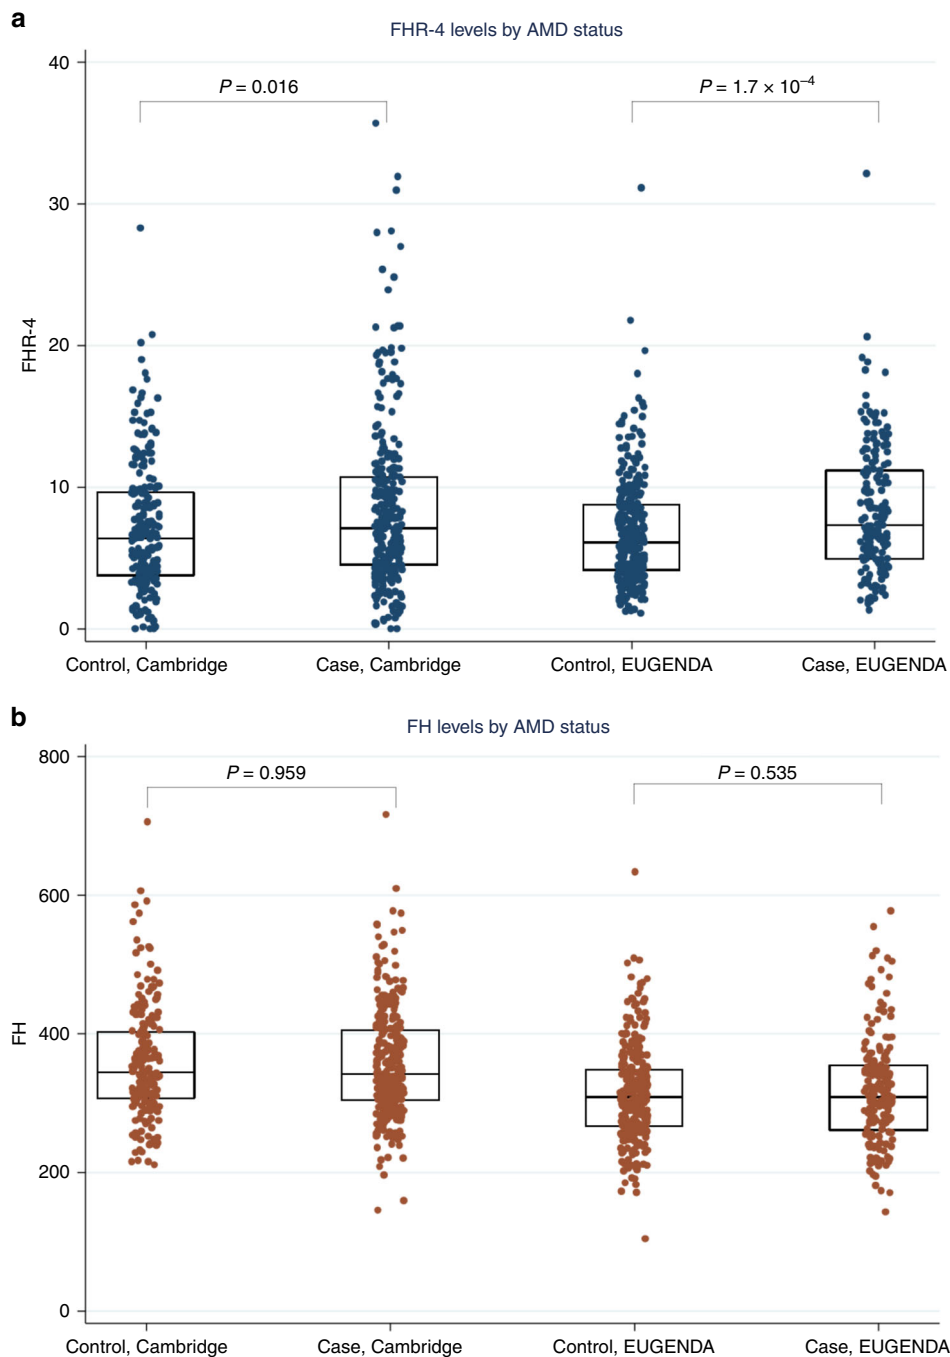 a
FHR-4 levels by AMD status
40
P = 0.016
P = 1.7 × 10⁻⁴
30
FHR-4
20
10
0
Control, Cambridge
Case, Cambridge
Control, EUGENDA
Case, EUGENDA
b
FH levels by AMD status
800
P = 0.959
P = 0.535
600
FH
400
200
0
Control, Cambridge
Case, Cambridge
Control, EUGENDA
Case, EUGENDA